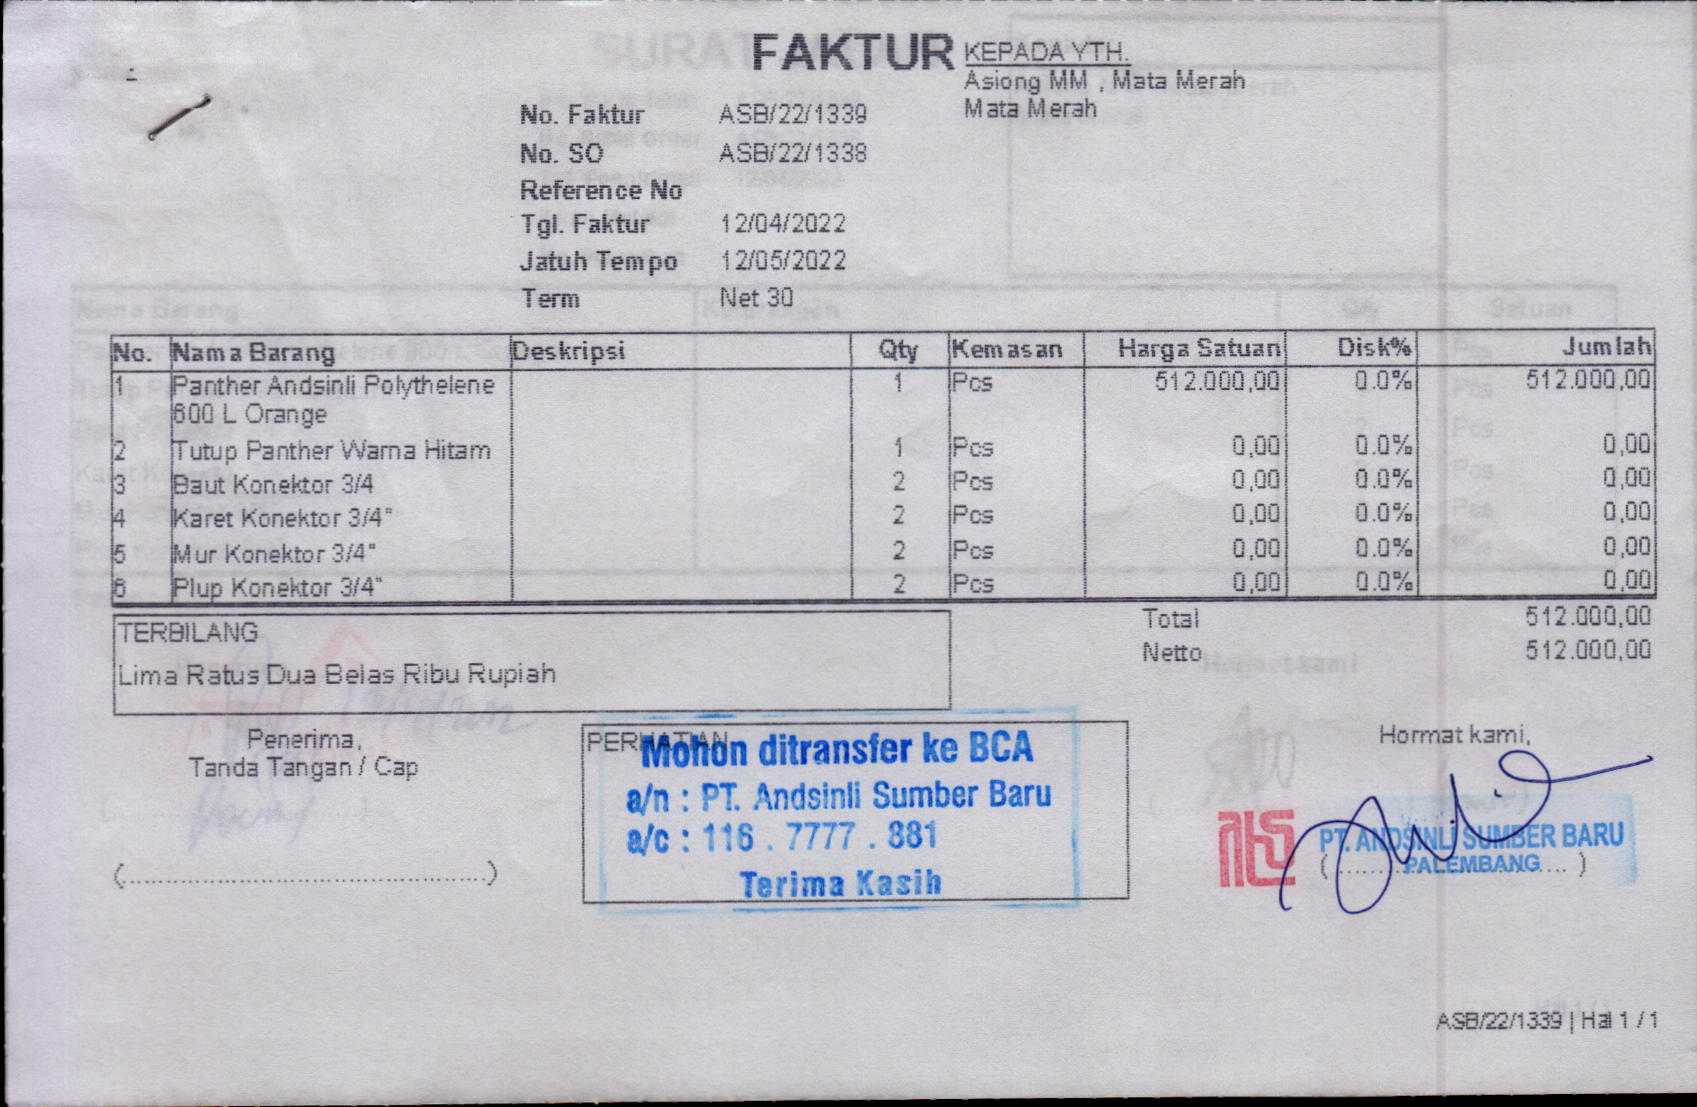 FAKTUR
KEPADA YTH.
Asiong MM , Mata Merah
Mata Merah
No. Faktur ASB/22/1339
No. SO ASB/22/1338
Reference No
Tgl. Faktur 12/04/2022
Jatuh Tempo 12/05/2022
Term Net 30
No. Nama Barang Deskripsi Qty Kemasan Harga Satuan Disk% Jumlah
1 Panther Andsinli Polythelene 1 Pcs 512.000,00 0.0% 512.000,00
600 L Orange
2 Tutup Panther Warna Hitam 1 Pcs 0,00 0.0% 0,00
3 Baut Konektor 3/4 2 Pcs 0,00 0.0% 0,00
4 Karet Konektor 3/4" 2 Pcs 0,00 0.0% 0,00
5 Mur Konektor 3/4" 2 Pcs 0,00 0.0% 0,00
6 Plup Konektor 3/4" 2 Pcs 0,00 0.0% 0,00
Total 512.000,00
Netto 512.000,00
TERBILANG
Lima Ratus Dua Belas Ribu Rupiah
Penerima,
Tanda Tangan / Cap
(................................................)
PERHATIAN
Mohon ditransfer ke BCA
a/n : PT. Andsinli Sumber Baru
a/c : 116 . 7777 . 881
Terima Kasih
Hormat kami,
PT. ANDSINLI SUMBER BARU
PALEMBANG
ASB/22/1339 | Hal 1 / 1